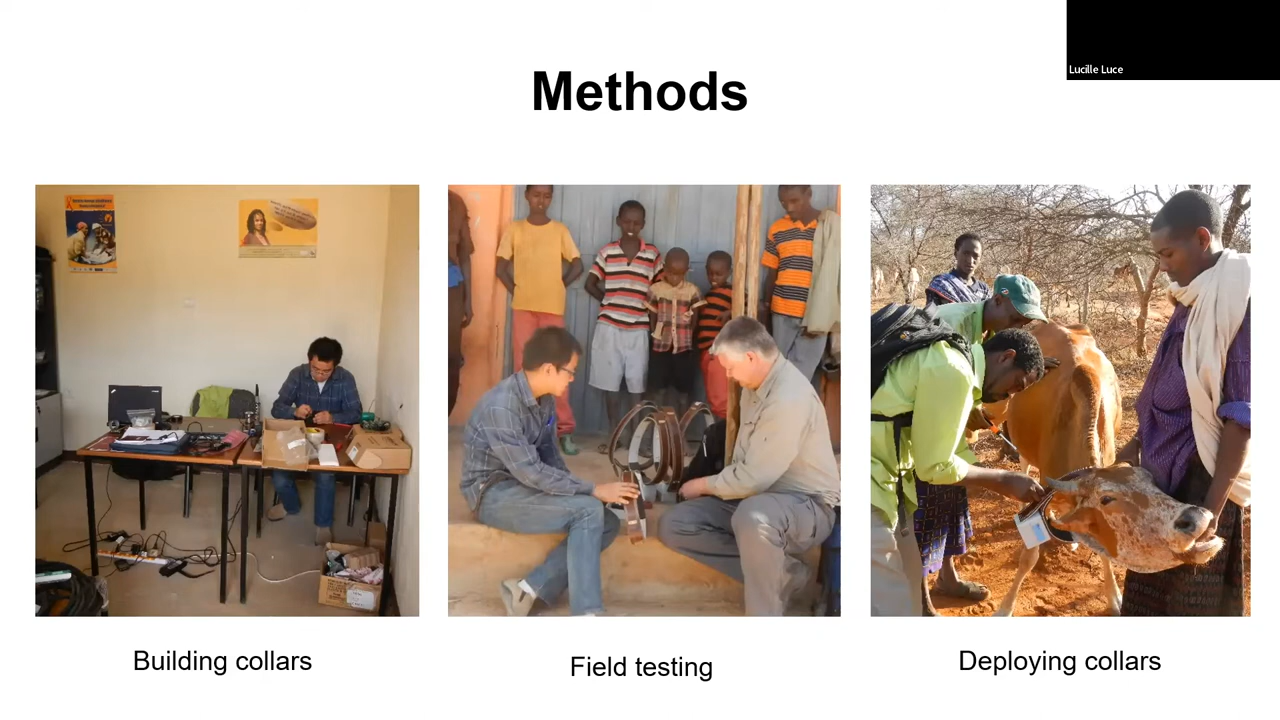 Lucille Luce
Methods
Building collars
Field testing
Deploying collars